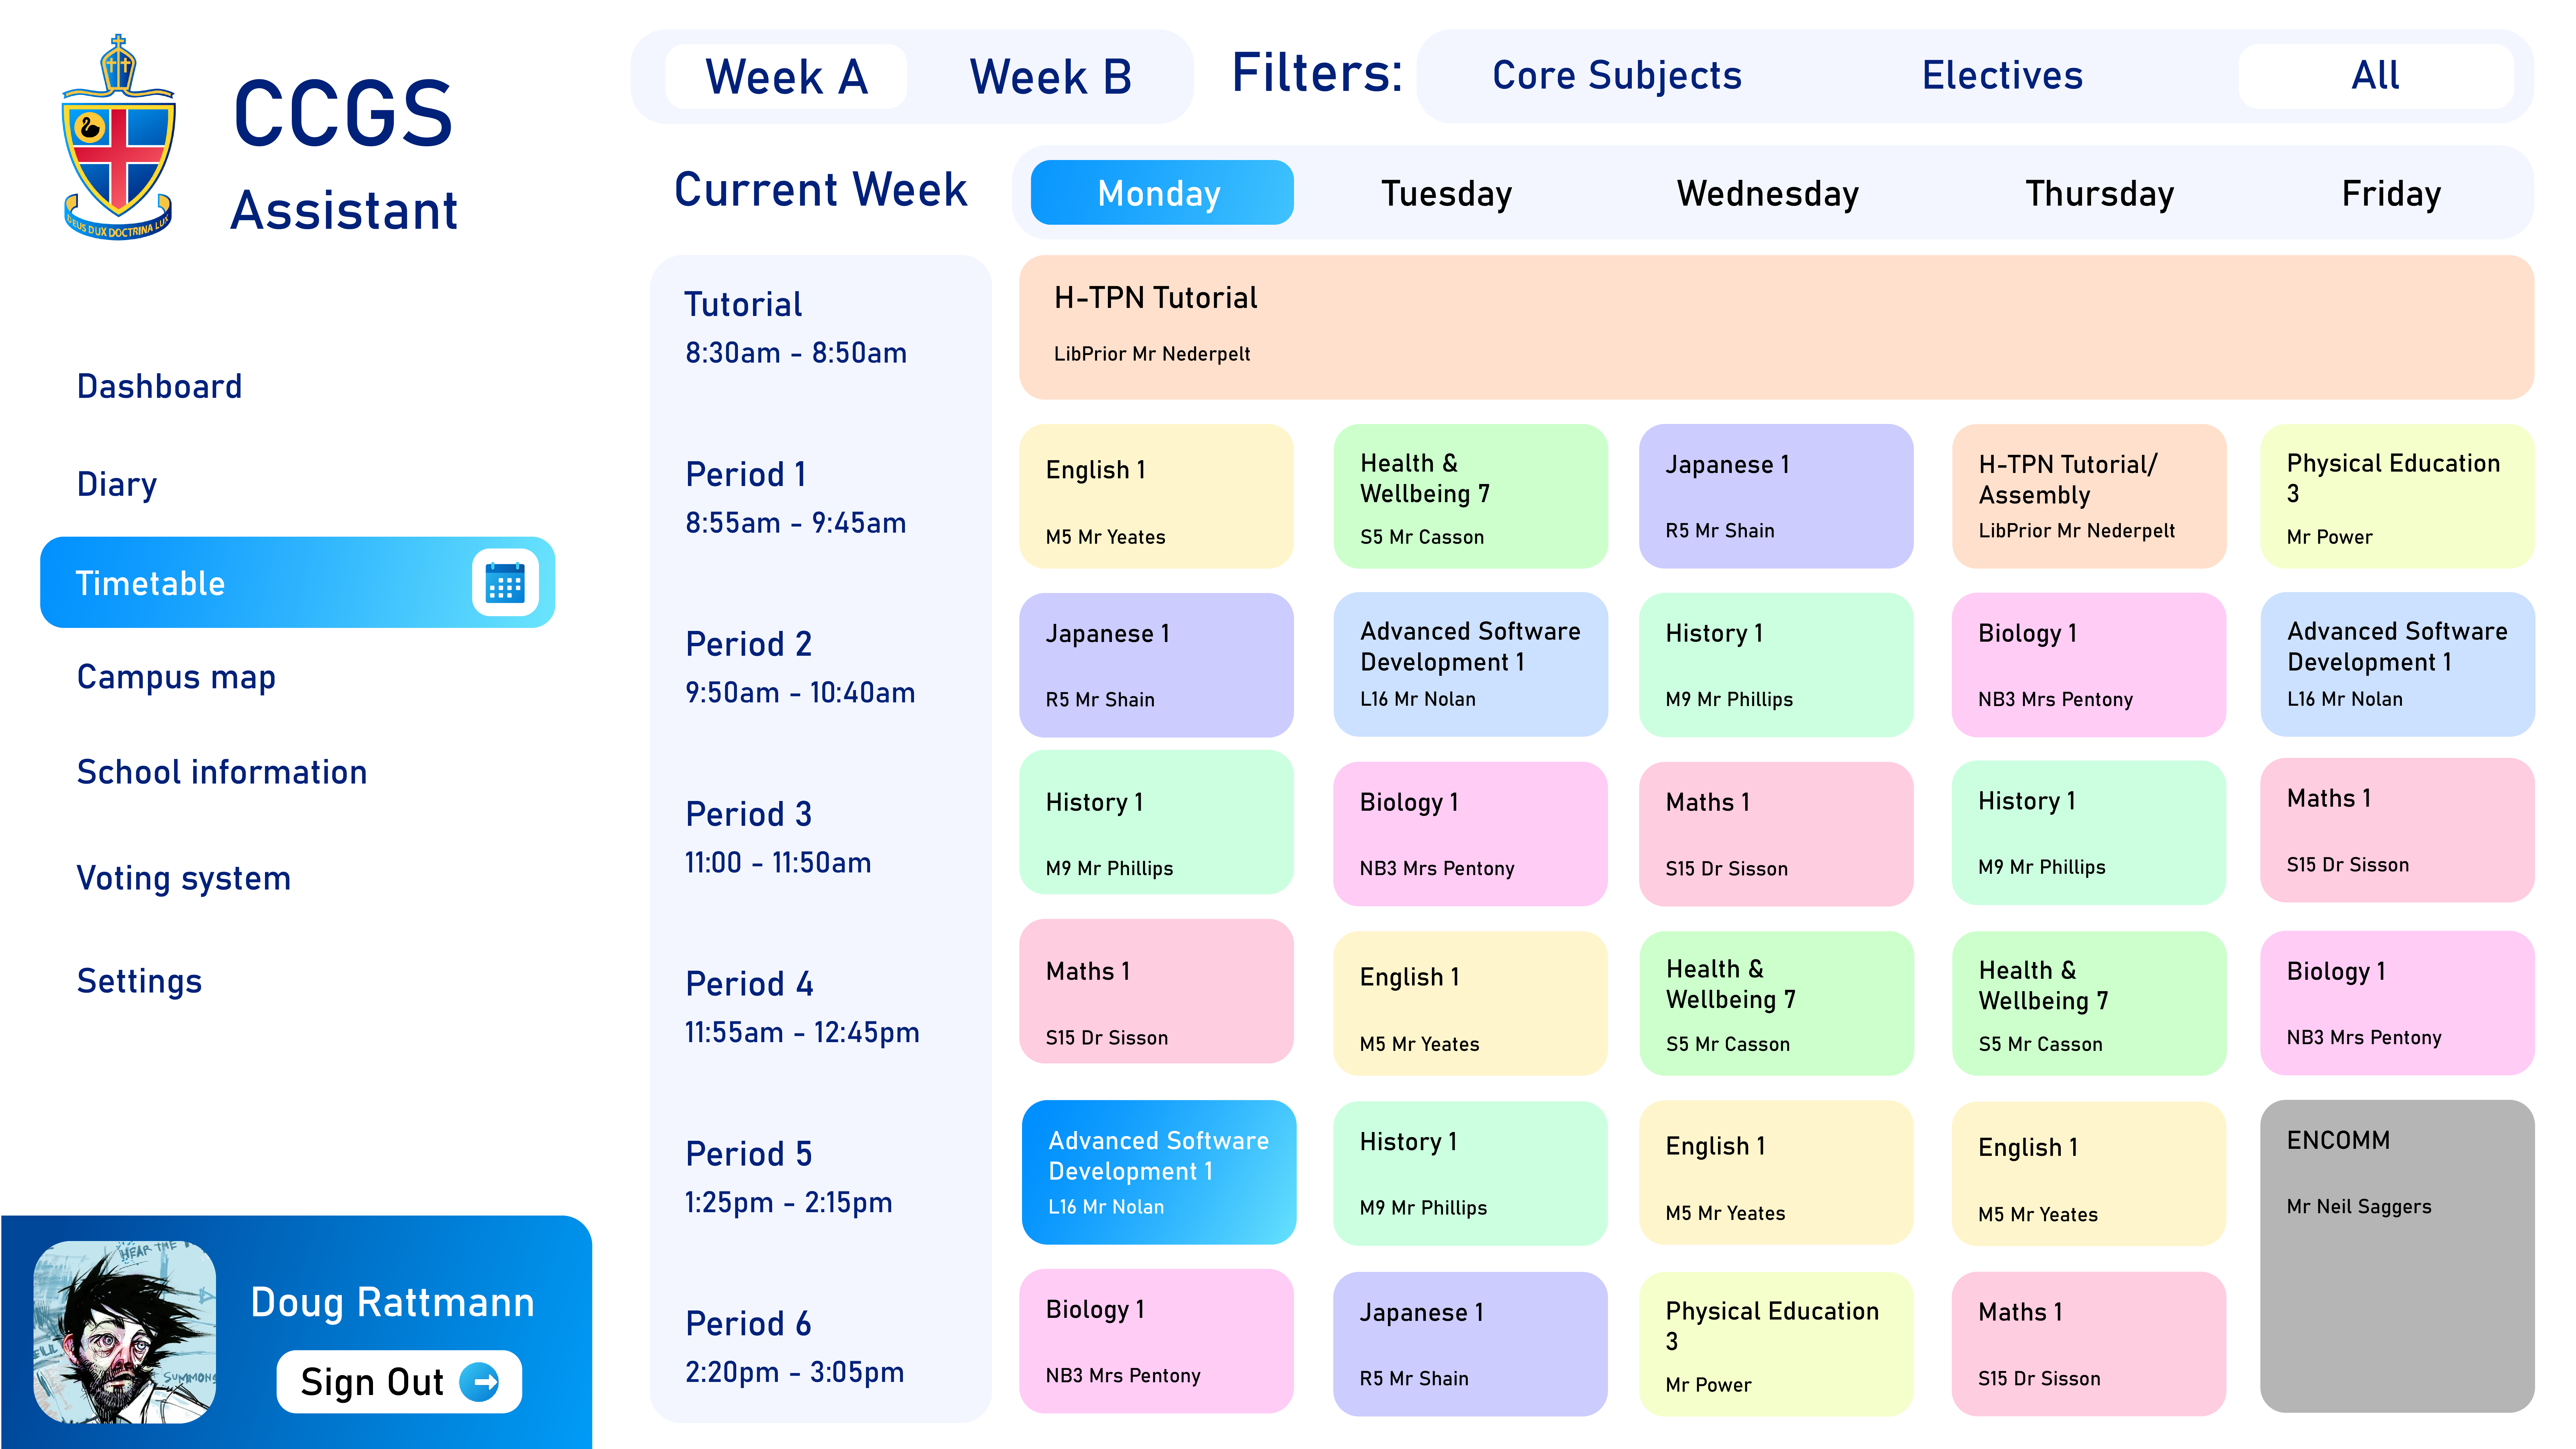 DEUS DUX DOCTRINA LUX
CCGS
Assistant
Dashboard
Diary
Timetable
Campus map
School information
Voting system
Settings
HEAR THE
SUMMONS
Doug Rattmann
Sign Out
Week A
Week B
Filters:
Core Subjects
Electives
All
Current Week
Monday
Tuesday
Wednesday
Thursday
Friday
Tutorial
8:30am - 8:50am
H-TPN Tutorial
LibPrior Mr Nederpelt
Period 1
8:55am - 9:45am
English 1
M5 Mr Yeates
Health &
Wellbeing 7
S5 Mr Casson
Japanese 1
R5 Mr Shain
H-TPN Tutorial/
Assembly
LibPrior Mr Nederpelt
Physical Education
3
Mr Power
Period 2
9:50am - 10:40am
Japanese 1
R5 Mr Shain
Advanced Software
Development 1
L16 Mr Nolan
History 1
M9 Mr Phillips
Biology 1
NB3 Mrs Pentony
Advanced Software
Development 1
L16 Mr Nolan
Period 3
11:00 - 11:50am
History 1
M9 Mr Phillips
Biology 1
NB3 Mrs Pentony
Maths 1
S15 Dr Sisson
History 1
M9 Mr Phillips
Maths 1
S15 Dr Sisson
Period 4
11:55am - 12:45pm
Maths 1
S15 Dr Sisson
English 1
M5 Mr Yeates
Health &
Wellbeing 7
S5 Mr Casson
Health &
Wellbeing 7
S5 Mr Casson
Biology 1
NB3 Mrs Pentony
Period 5
1:25pm - 2:15pm
Advanced Software
Development 1
L16 Mr Nolan
History 1
M9 Mr Phillips
English 1
M5 Mr Yeates
English 1
M5 Mr Yeates
ENCOMM
Mr Neil Saggers
Period 6
2:20pm - 3:05pm
Biology 1
NB3 Mrs Pentony
Japanese 1
R5 Mr Shain
Physical Education
3
Mr Power
Maths 1
S15 Dr Sisson